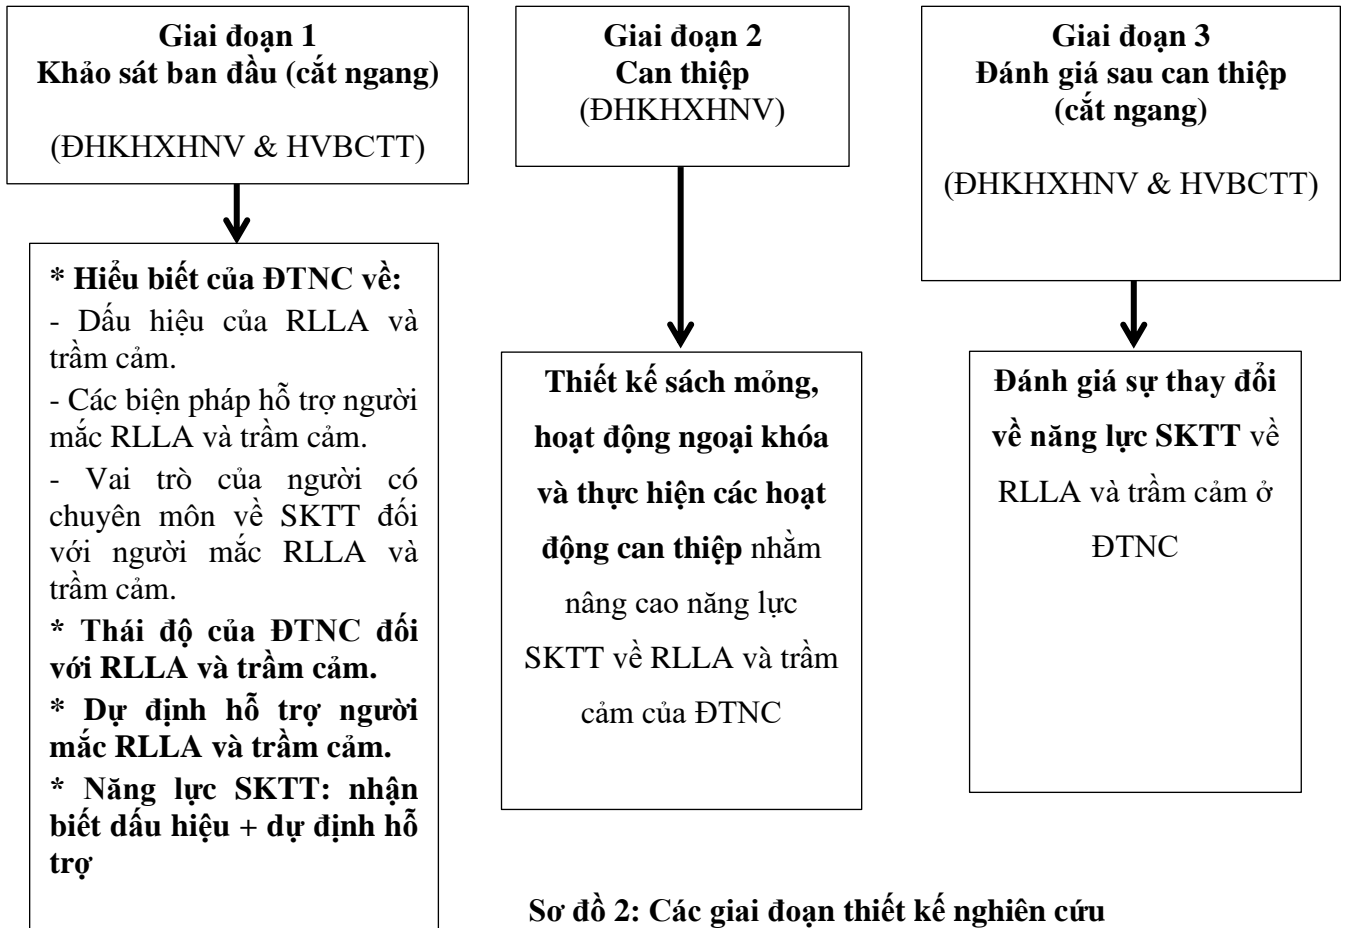 Giai đoạn 1
Khảo sát ban đầu (cắt ngang)
(ĐHKHXHNV & HVBCTT)
* Hiểu biết của ĐTNC về:
- Dấu hiệu của RLLA và
trầm cảm.
- Các biện pháp hỗ trợ người
mắc RLLA và trầm cảm.
- Vai trò của người có
chuyên môn về SKTT đối
với người mắc RLLA và
trầm cảm.
* Thái độ của ĐTNC đối
với RLLA và trầm cảm.
* Dự định hỗ trợ người
mắc RLLA và trầm cảm.
* Năng lực SKTT: nhận
biết dấu hiệu + dự định hỗ
trợ
Giai đoạn 2
Can thiệp
(ĐHKHXHNV)
Thiết kế sách mỏng,
hoạt động ngoại khóa
và thực hiện các hoạt
động can thiệp nhằm
nâng cao năng lực
SKTT về RLLA và trầm
cảm của ĐTNC
Giai đoạn 3
Đánh giá sau can thiệp
(cắt ngang)
(ĐHKHXHNV & HVBCTT)
Đánh giá sự thay đổi
về năng lực SKTT về
RLLA và trầm cảm ở
ĐTNC
Sơ đồ 2: Các giai đoạn thiết kế nghiên cứu